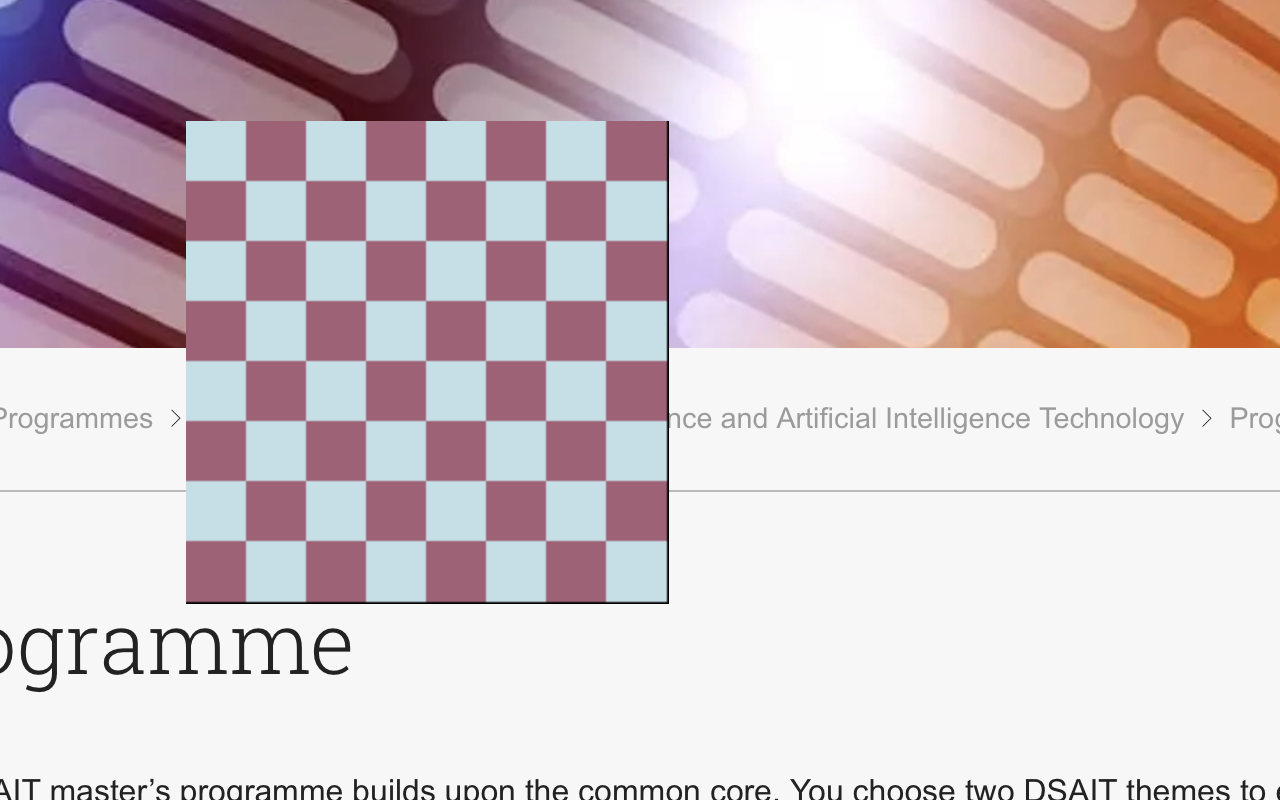 Programmes > nce and Artificial Intelligence Technology > Prog
ogramme
AIT master’s programme builds upon the common core. You choose two DSAIT themes to